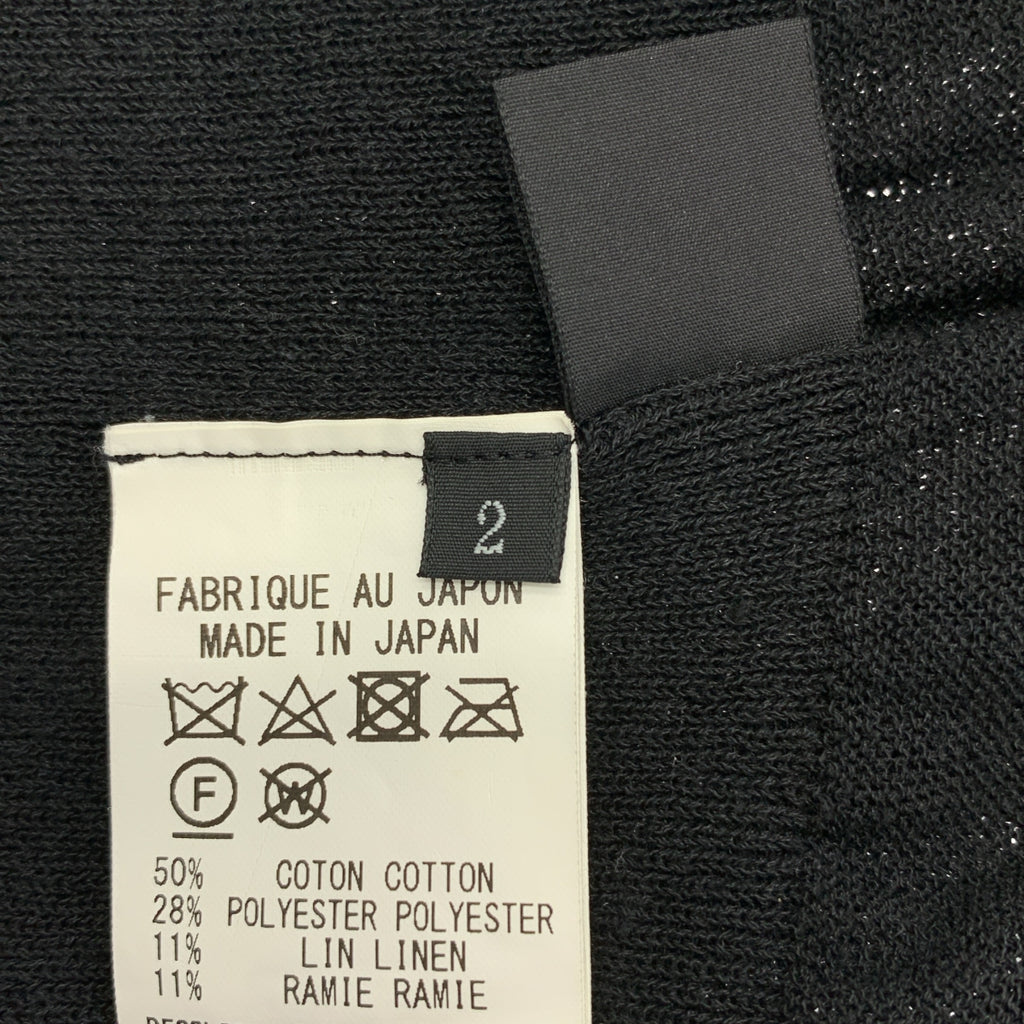 2
FABRIQUE AU JAPON
MADE IN JAPAN
F W
50% COTON COTTON
28% POLYESTER POLYESTER
11% LIN LINEN
11% RAMIE RAMIE